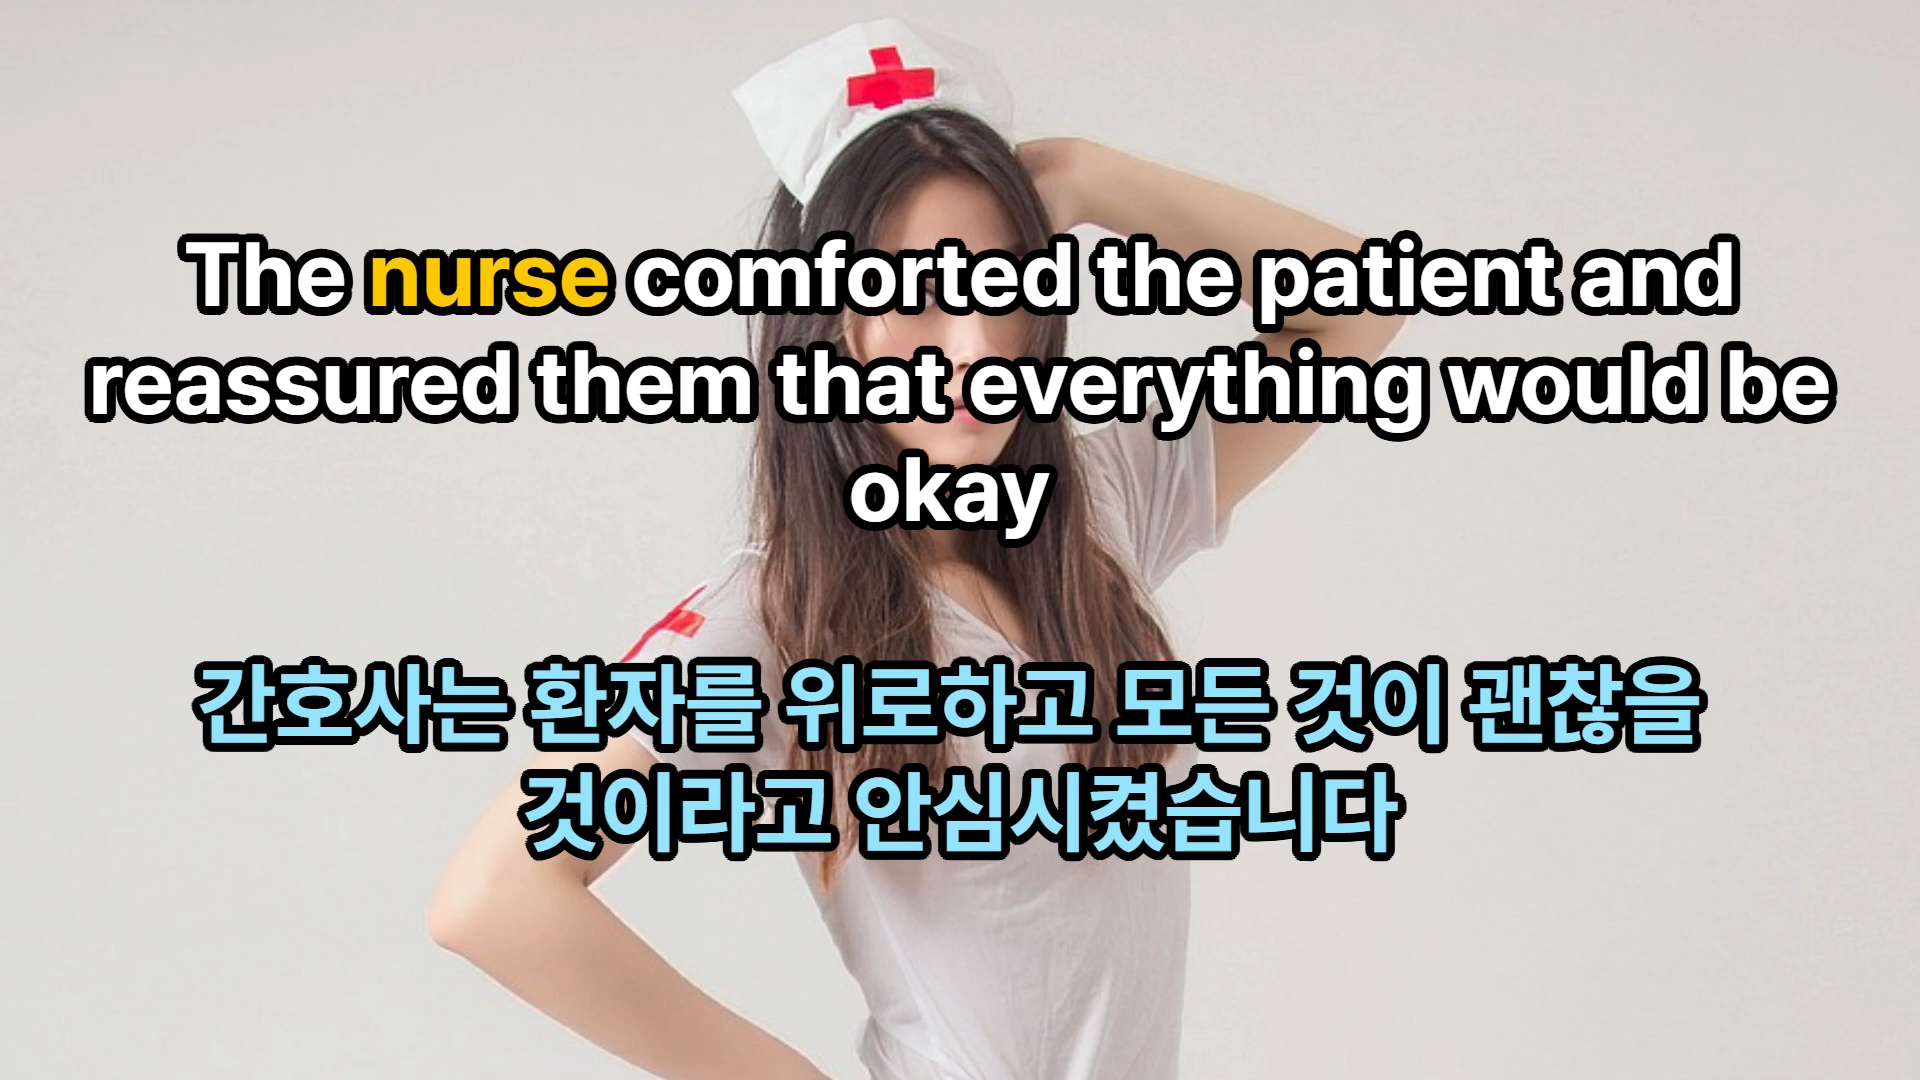 The nurse comforted the patient and
reassured them that everything would be
okay
간호사는 환자를 위로하고 모든 것이 괜찮을
것이라고 안심시켰습니다